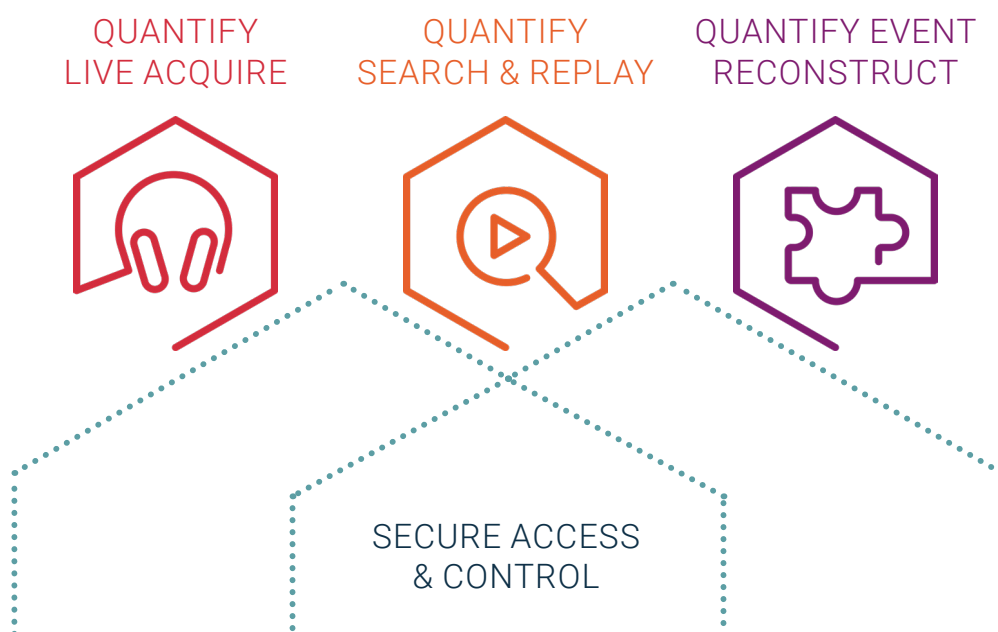 QUANTIFY
LIVE ACQUIRE
QUANTIFY
SEARCH & REPLAY
QUANTIFY EVENT
RECONSTRUCT
SECURE ACCESS
& CONTROL